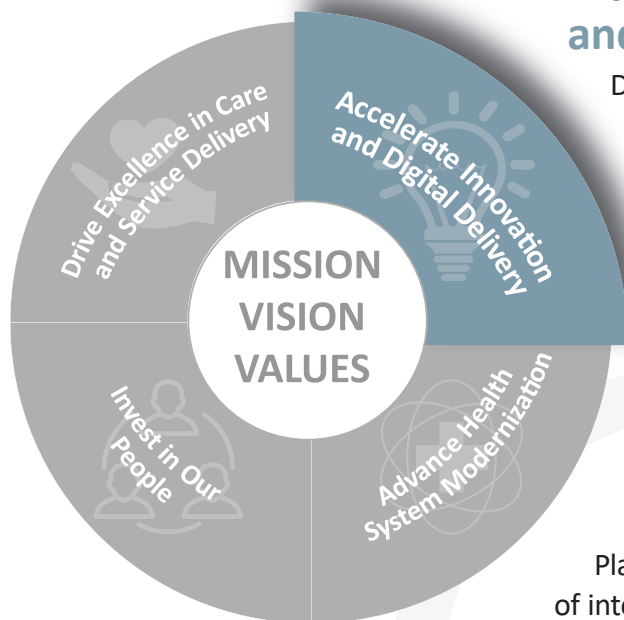 and
D
Drive Excellence in Care
and Service Delivery
Accelerate Innovation
and Digital Delivery
MISSION
VISION
VALUES
Invest in Our
People
Advance Health
System Modernization
Pla
of inte